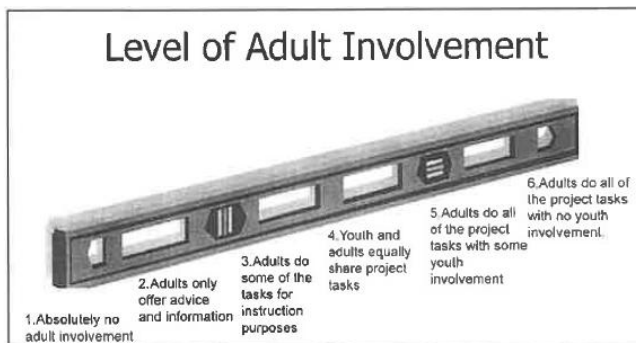 Level of Adult Involvement
1.Absolutely no
adult involvement
2.Adults only
offer advice
and information
3.Adults do
some of the
tasks for
instruction
purposes
4.Youth and
adults equally
share project
tasks
5.Adults do all
of the project
tasks with some
youth
involvement
6.Adults do all of
the project tasks
with no youth
involvement.